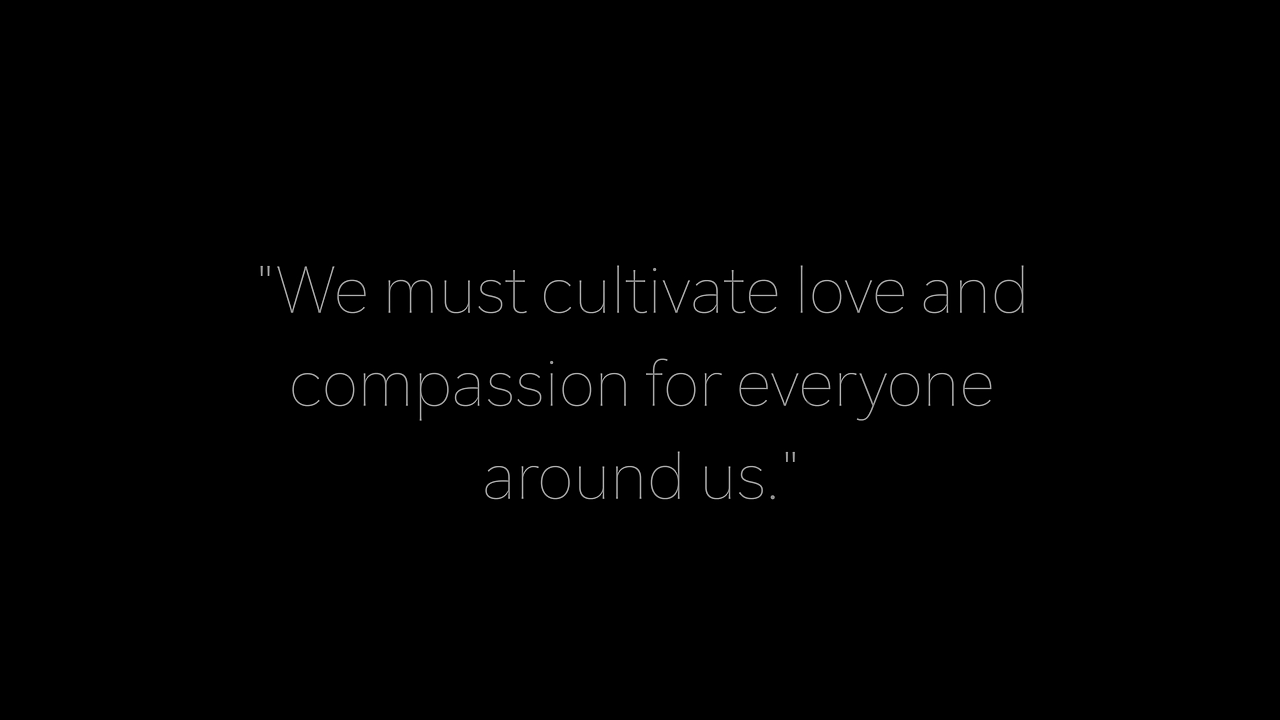 "We must cultivate love and
compassion for everyone
around us."